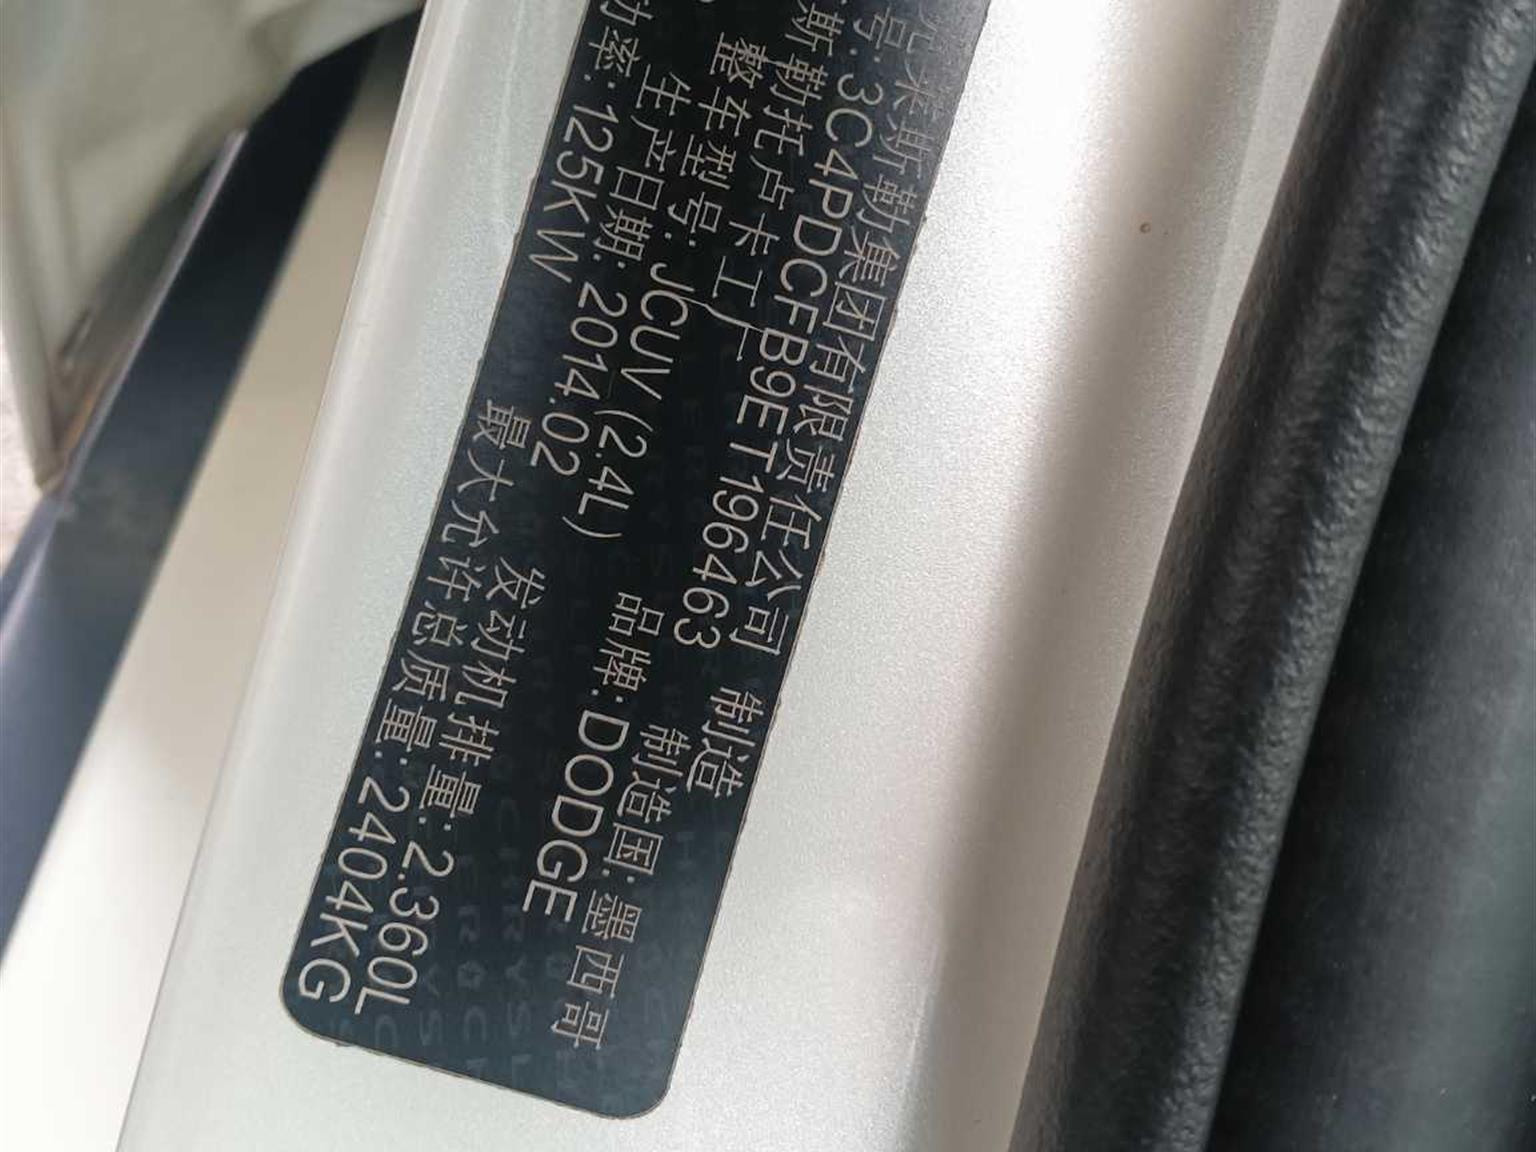 克莱斯勒集团有限责任公司 制造
号: 3C4PDCFB9ET196463
斯勒托卢卡工厂 制造国: 墨西哥
整车型号: JCUV (2.4L) 品牌: DODGE
生产日期: 2014.02 发动机排量: 2.360L
功率: 125KW 最大允许总质量: 2404KG